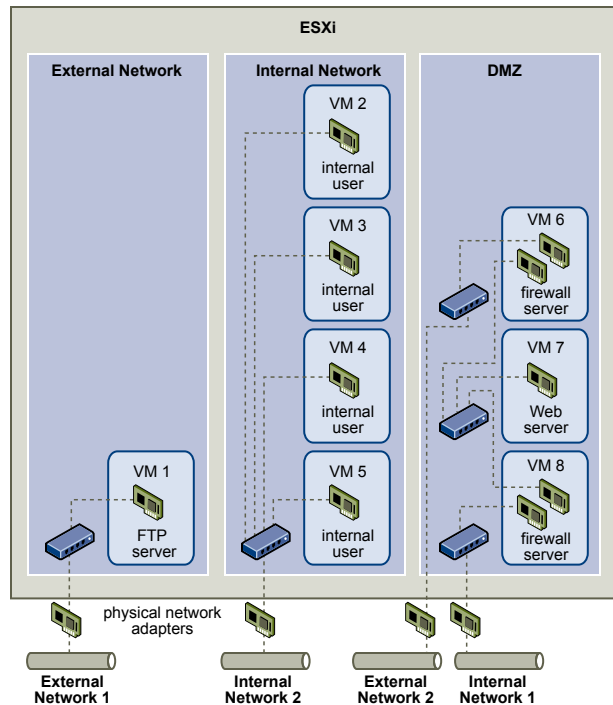 ESXi
External Network
Internal Network
DMZ
VM 2
internal
user
VM 3
internal
user
VM 4
internal
user
VM 5
internal
user
VM 1
FTP
server
VM 6
firewall
server
VM 7
Web
server
VM 8
firewall
server
physical network
adapters
External
Network 1
Internal
Network 2
External
Network 2
Internal
Network 1